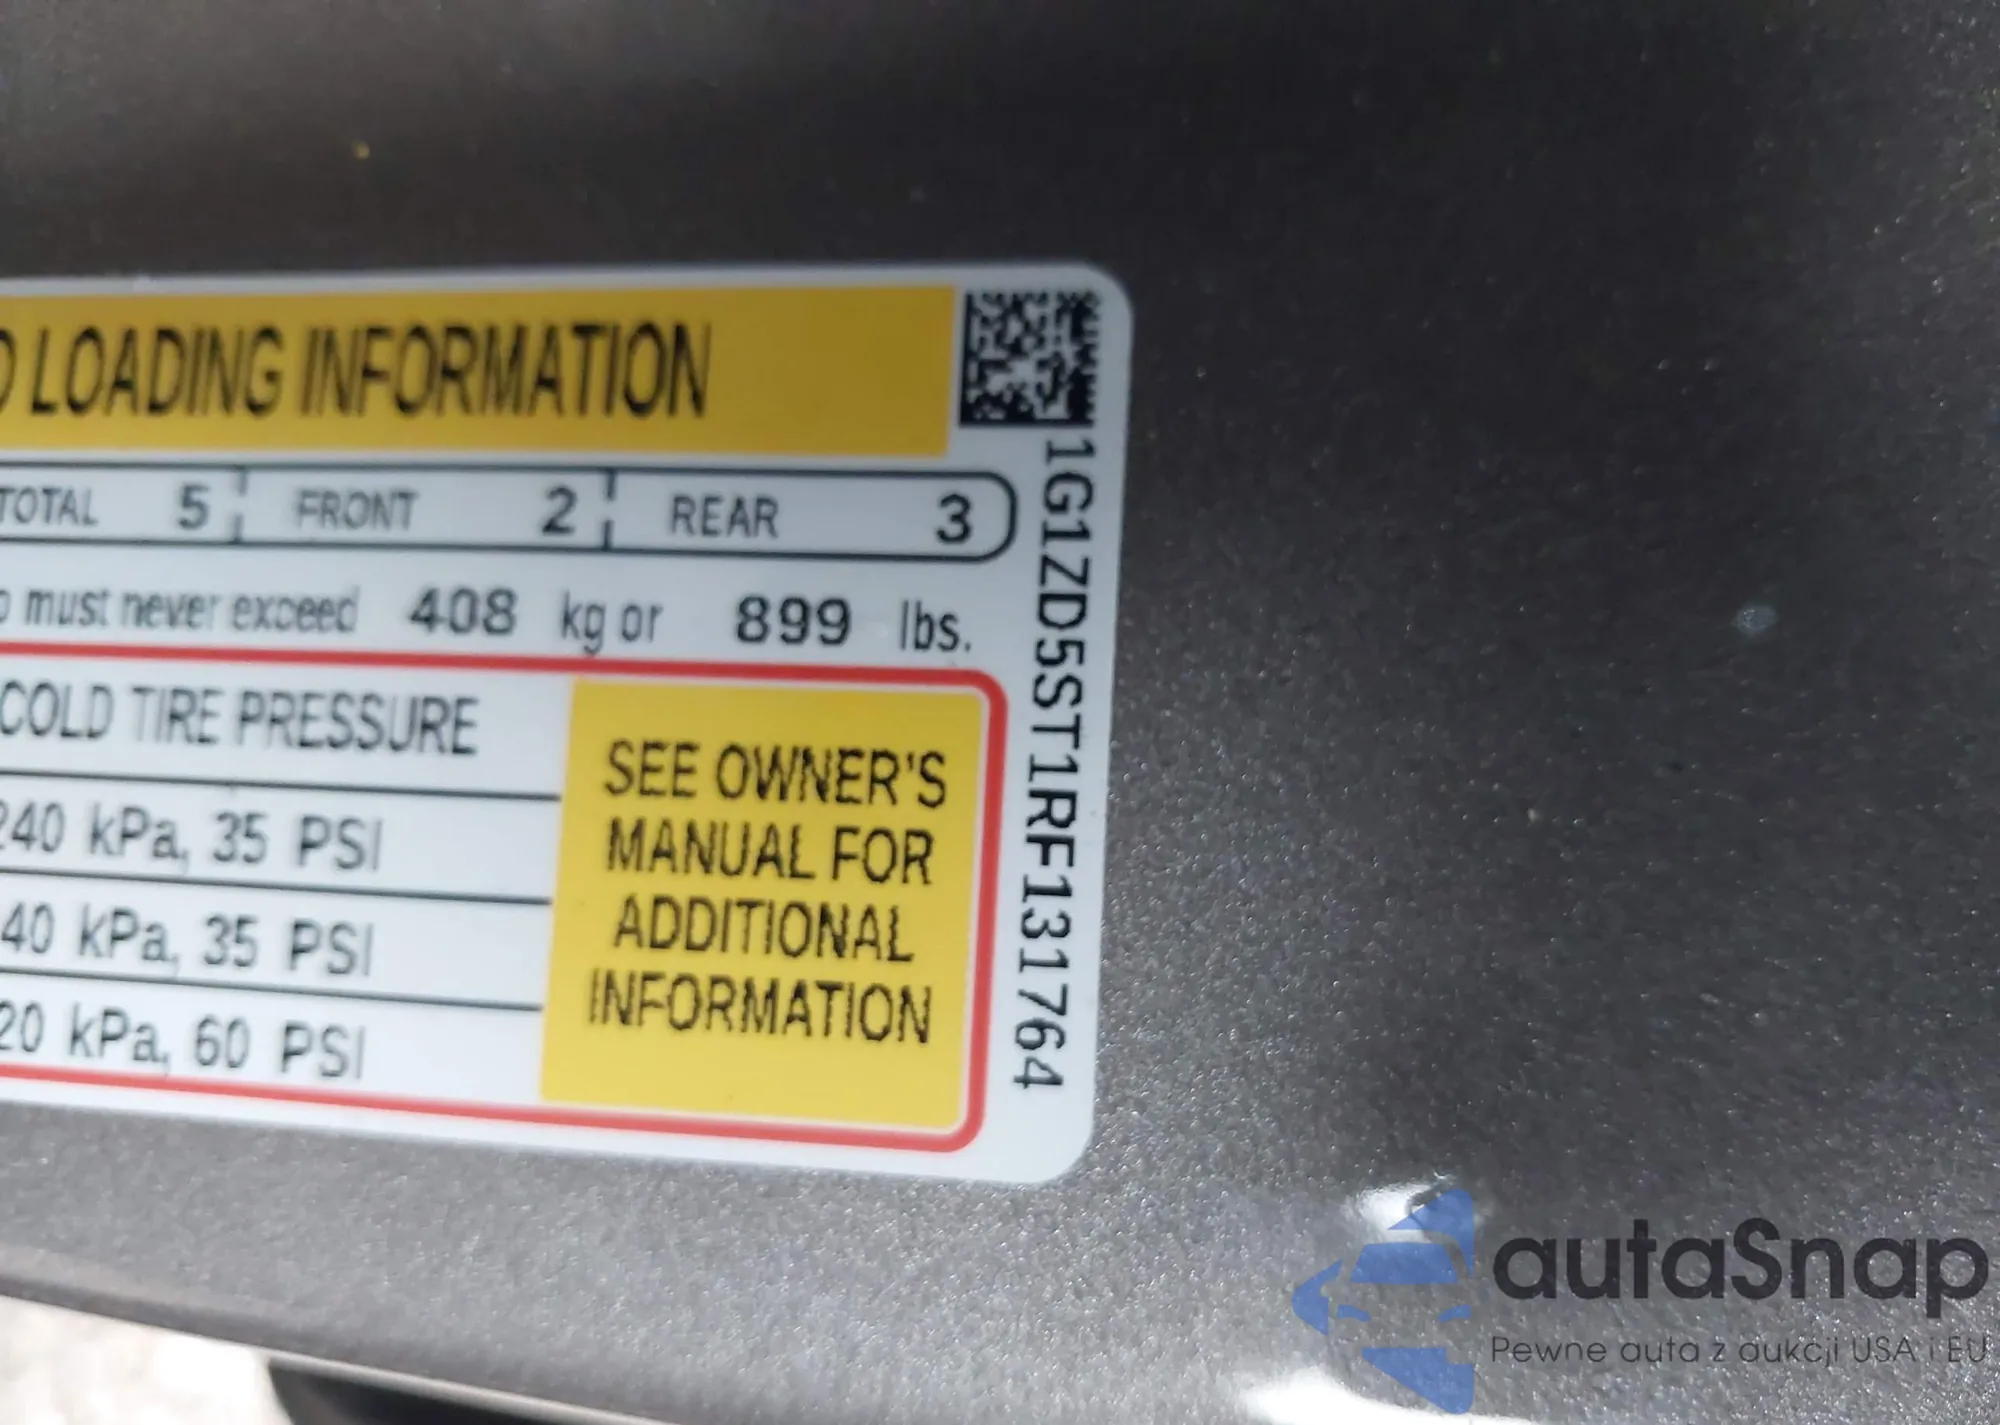 LOADING INFORMATION
TOTAL 5 FRONT 2 REAR 3
must never exceed 408 kg or 899 lbs.
COLD TIRE PRESSURE
240 kPa, 35 PSI
40 kPa, 35 PSI
20 kPa, 60 PSI
SEE OWNER'S
MANUAL FOR
ADDITIONAL
INFORMATION
1G1ZD5ST1RF131764
autaSnap
Pewne auta z aukcji USA i EU